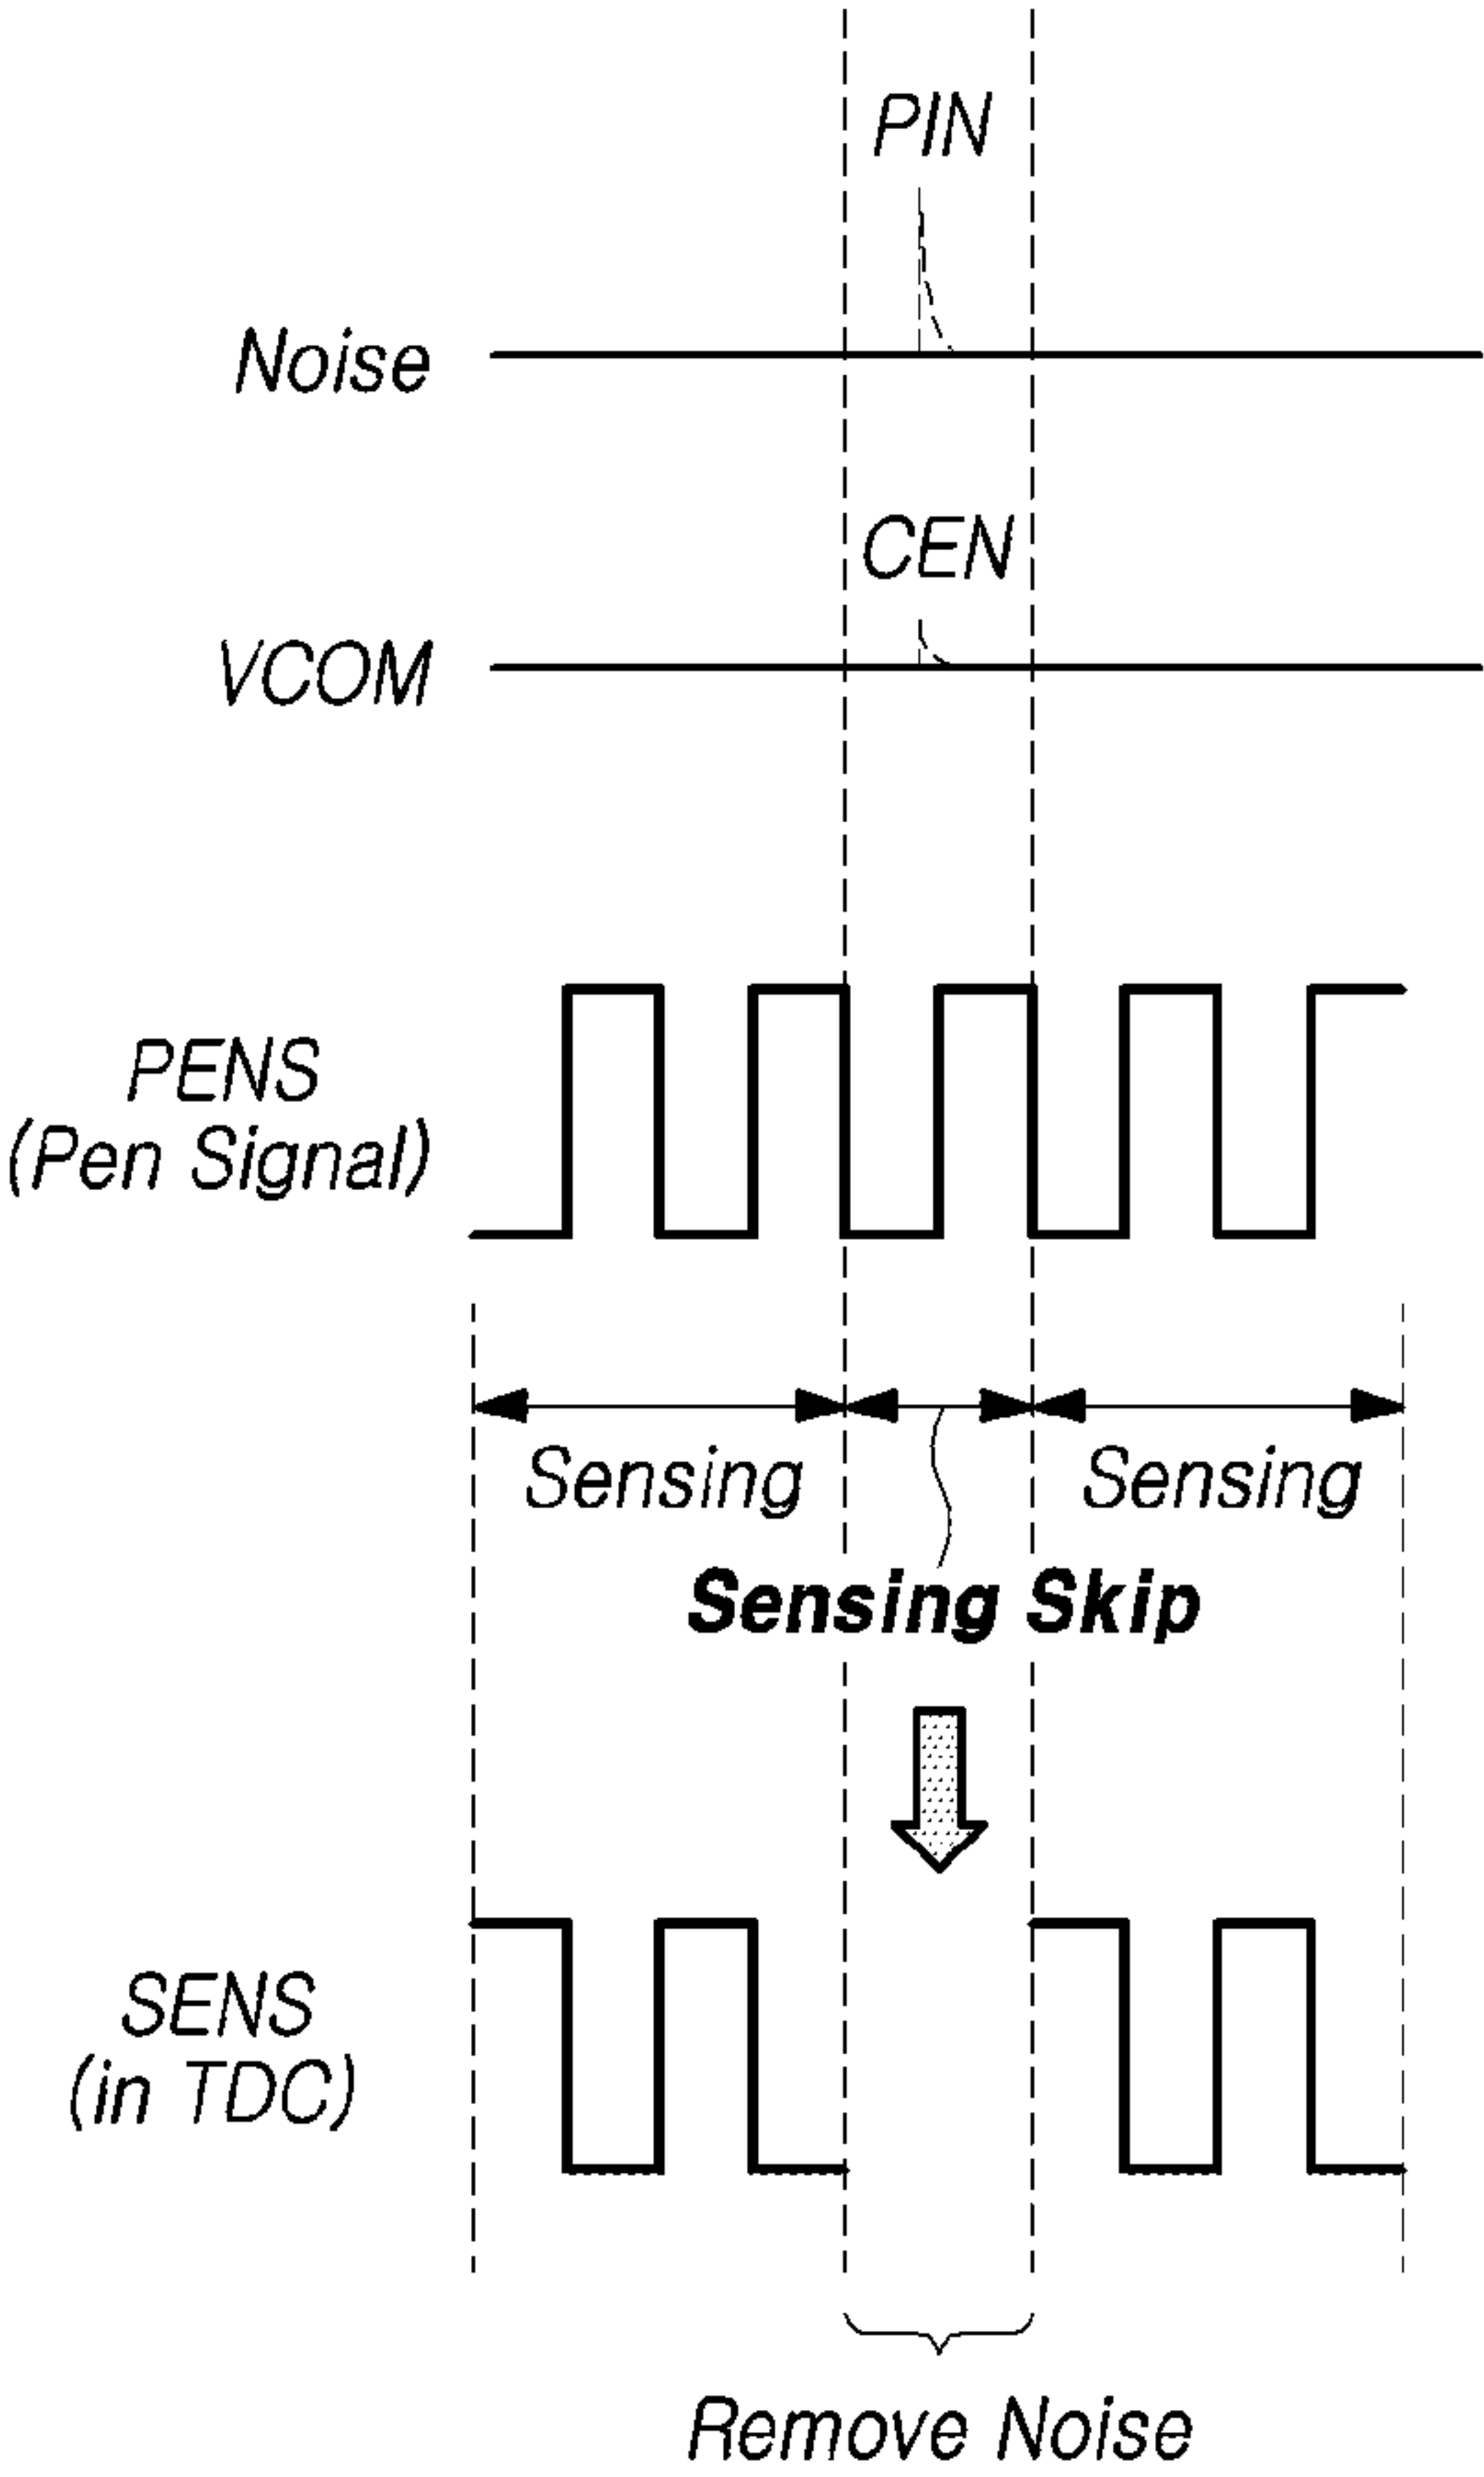 PIN
Noise
CEN
VCOM
PENS
(Pen Signal)
Sensing
Sensing
Sensing Skip
SENS
(in TDC)
Remove Noise